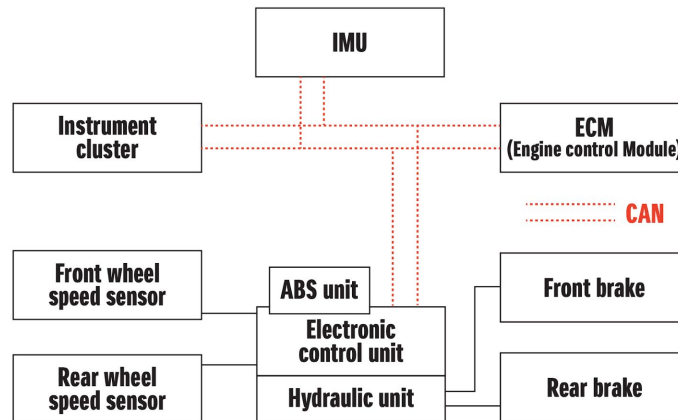 IMU
Instrument
cluster
ECM
(Engine control Module)
CAN
Front wheel
speed sensor
ABS unit
Front brake
Electronic
control unit
Rear wheel
speed sensor
Hydraulic unit
Rear brake